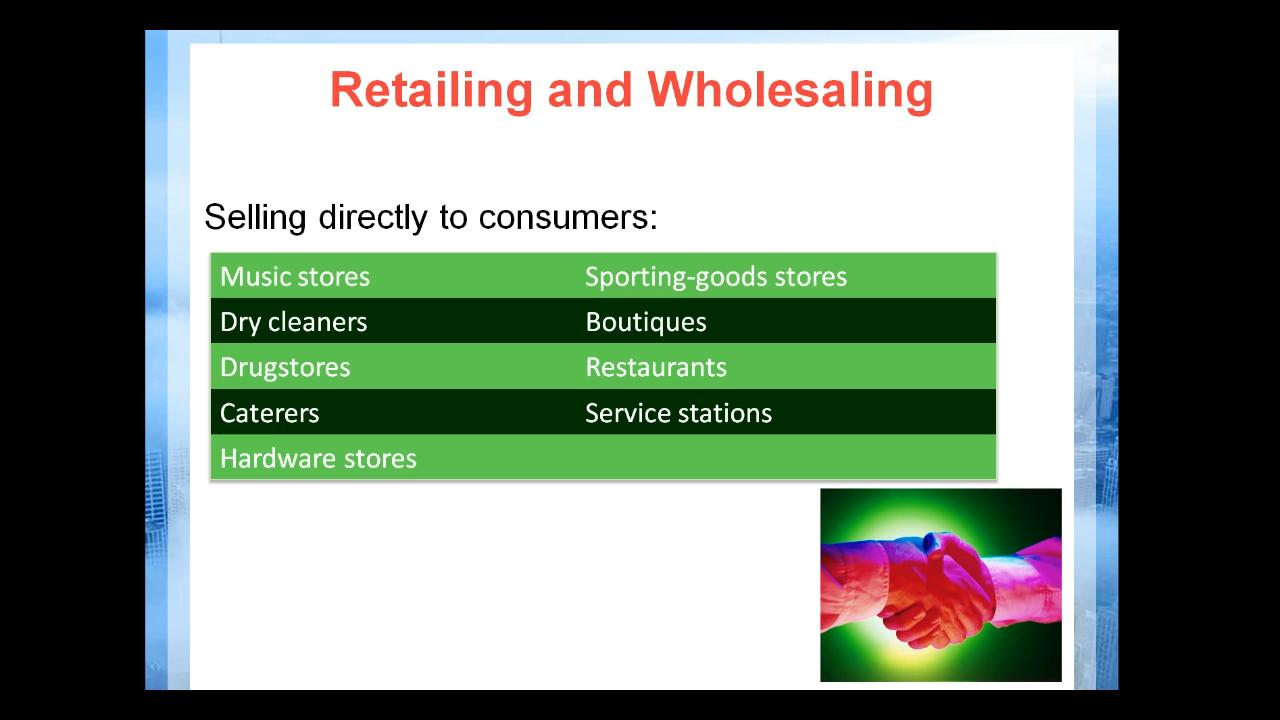 Retailing and Wholesaling
Selling directly to consumers:
Music stores Sporting-goods stores
Dry cleaners Boutiques
Drugstores Restaurants
Caterers Service stations
Hardware stores